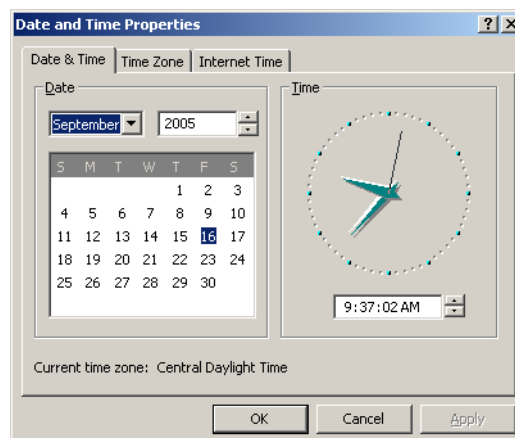 Date and Time Properties
Date & Time Time Zone Internet Time
Date
September 2005
S M T W T F S
1 2 3
4 5 6 7 8 9 10
11 12 13 14 15 16 17
18 19 20 21 22 23 24
25 26 27 28 29 30
Time
9:37:02 AM
Current time zone: Central Daylight Time
OK Cancel Apply